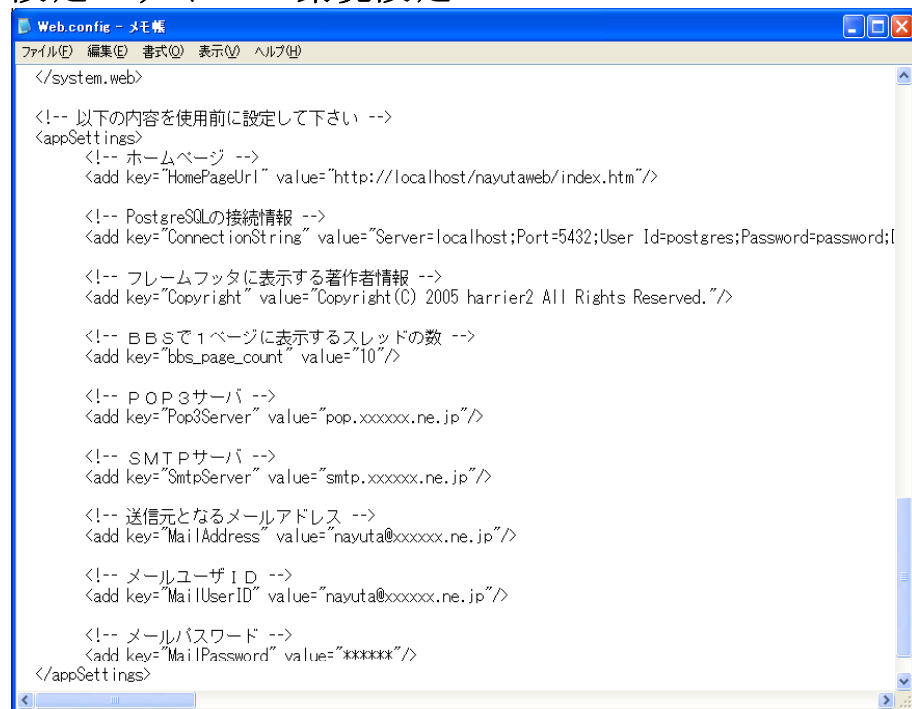 Web.config - メモ帳
ファイル(F) 編集(E) 書式(O) 表示(V) ヘルプ(H)
</system.web>
<!-- 以下の内容を使用前に設定して下さい -->
<appSettings>
<!-- ホームページ -->
<add key="HomePageUrl" value="http://localhost/nayutaweb/index.htm"/>
<!-- PostgreSQLの接続情報 -->
<add key="ConnectionString" value="Server=localhost;Port=5432;User Id=postgres;Password=password;
<!-- フレームフッタに表示する著作者情報 -->
<add key="Copyright" value="Copyright(C) 2005 harrier2 All Rights Reserved."/>
<!-- ＢＢＳで１ページに表示するスレッドの数 -->
<add key="bbs_page_count" value="10"/>
<!-- ＰＯＰ３サーバ -->
<add key="Pop3Server" value="pop.xxxxxx.ne.jp"/>
<!-- ＳＭＴＰサーバ -->
<add key="SmtpServer" value="smtp.xxxxxx.ne.jp"/>
<!-- 送信元となるメールアドレス -->
<add key="MailAddress" value="nayuta@xxxxxx.ne.jp"/>
<!-- メールユーザＩＤ -->
<add key="MailUserID" value="nayuta@xxxxxx.ne.jp"/>
<!-- メールパスワード -->
<add key="MailPassword" value="******"/>
</appSettings>